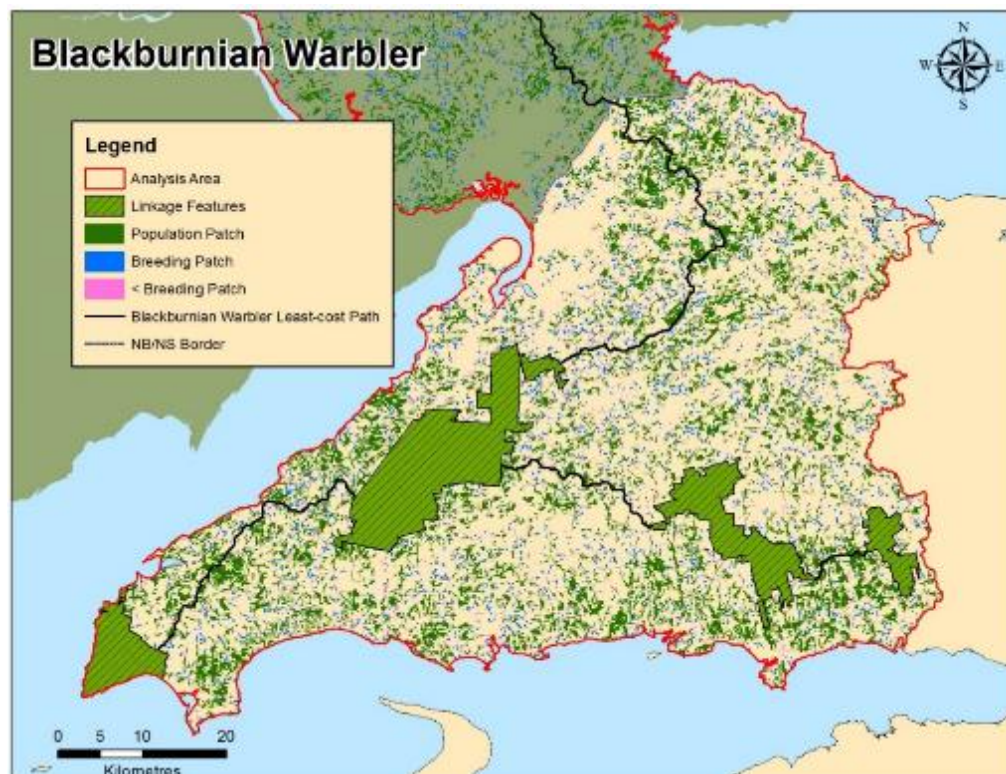 Blackburnian Warbler
N
W E
S
Legend
Analysis Area
Linkage Features
Population Patch
Breeding Patch
< Breeding Patch
Blackburnian Warbler Least-cost Path
NB/NS Border
0 5 10 20
Kilometres